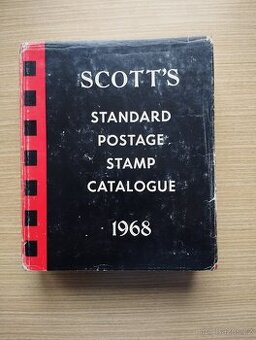 SCOTT'S
STANDARD
POSTAGE
STAMP
CATALOGUE
1968